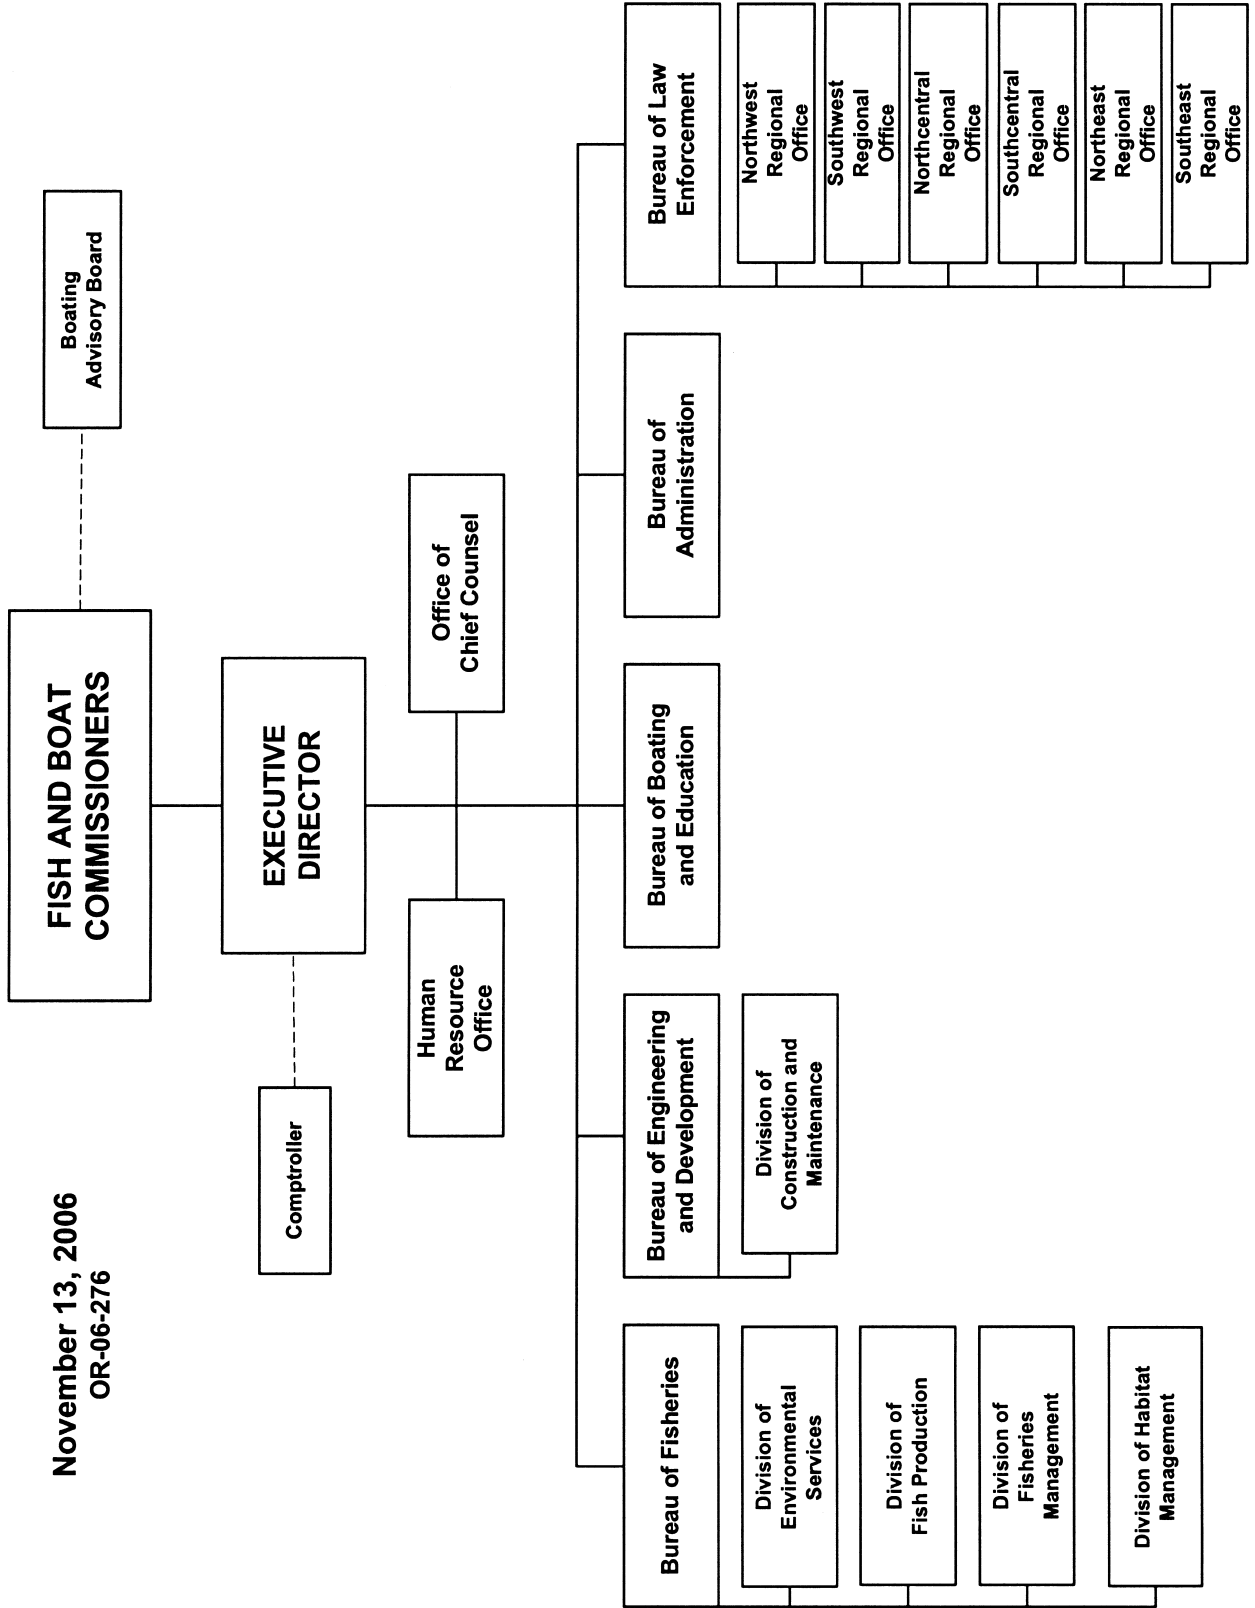 November 13, 2006
OR-06-276
FISH AND BOAT
COMMISSIONERS
Boating
Advisory Board
Comptroller
EXECUTIVE
DIRECTOR
Human
Resource
Office
Office of
Chief Counsel
Bureau of Fisheries
Division of
Environmental
Services
Division of
Fish Production
Division of
Fisheries
Management
Division of Habitat
Management
Bureau of Engineering
and Development
Division of
Construction and
Maintenance
Bureau of Boating
and Education
Bureau of
Administration
Bureau of Law
Enforcement
Northwest
Regional
Office
Southwest
Regional
Office
Northcentral
Regional
Office
Southcentral
Regional
Office
Northeast
Regional
Office
Southeast
Regional
Office